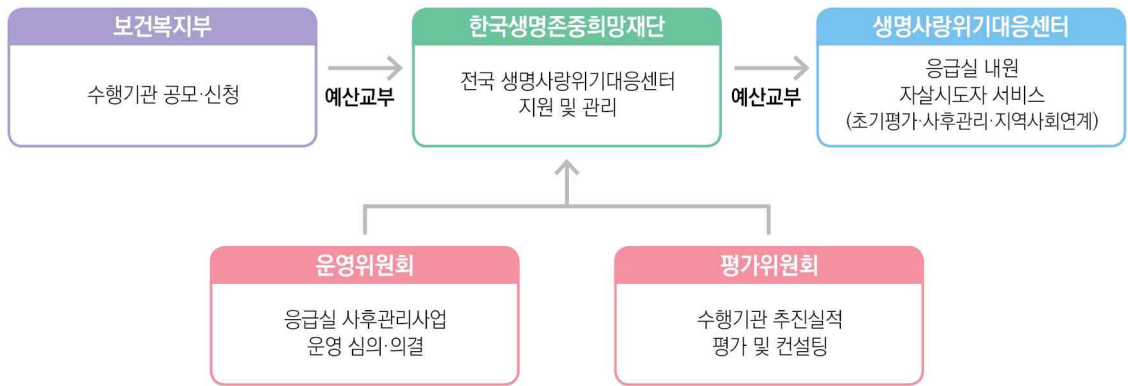 보건복지부
수행기관 공모·신청
예산교부
한국생명존중희망재단
전국 생명사랑위기대응센터
지원 및 관리
예산교부
생명사랑위기대응센터
응급실 내원
자살시도자 서비스
(초기평가·사후관리·지역사회연계)
운영위원회
응급실 사후관리사업
운영 심의·의결
평가위원회
수행기관 추진실적
평가 및 컨설팅